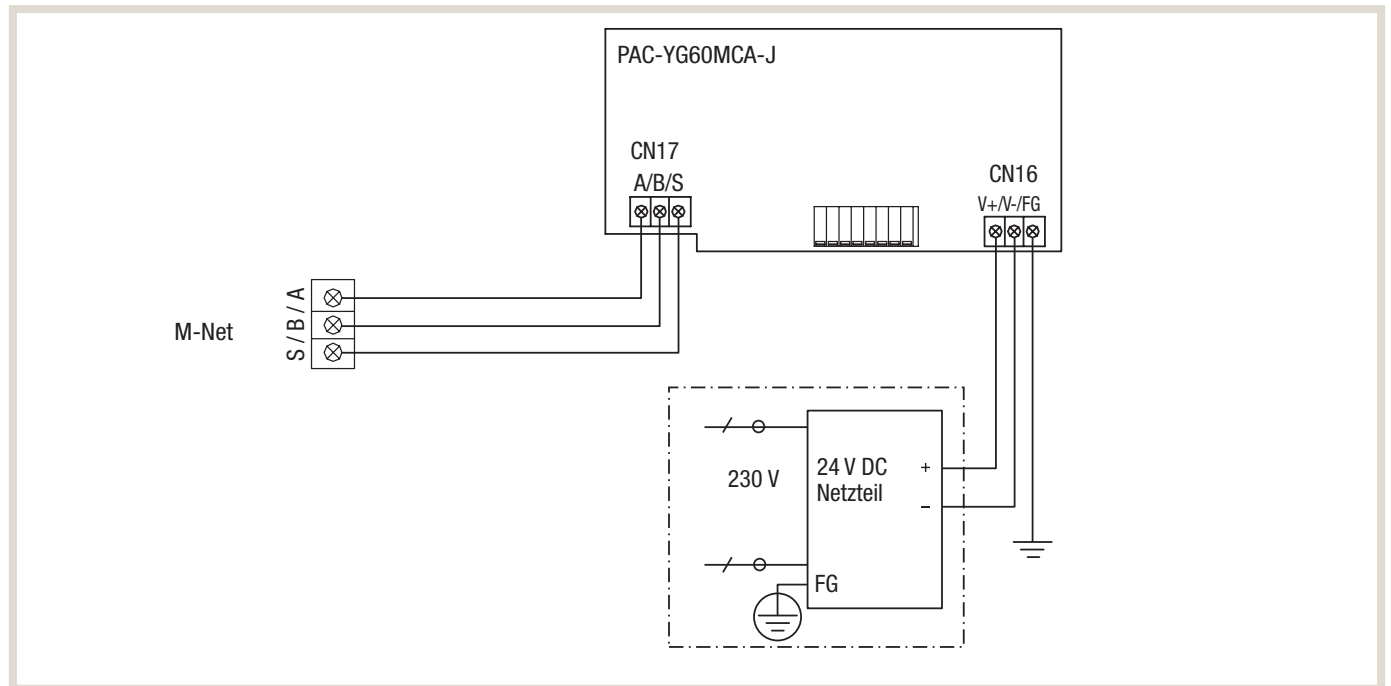 PAC-YG60MCA-J
CN17
A/B/S
CN16
V+/V-/FG
M-Net
S / B / A
230 V
24 V DC
Netzteil
+
–
FG